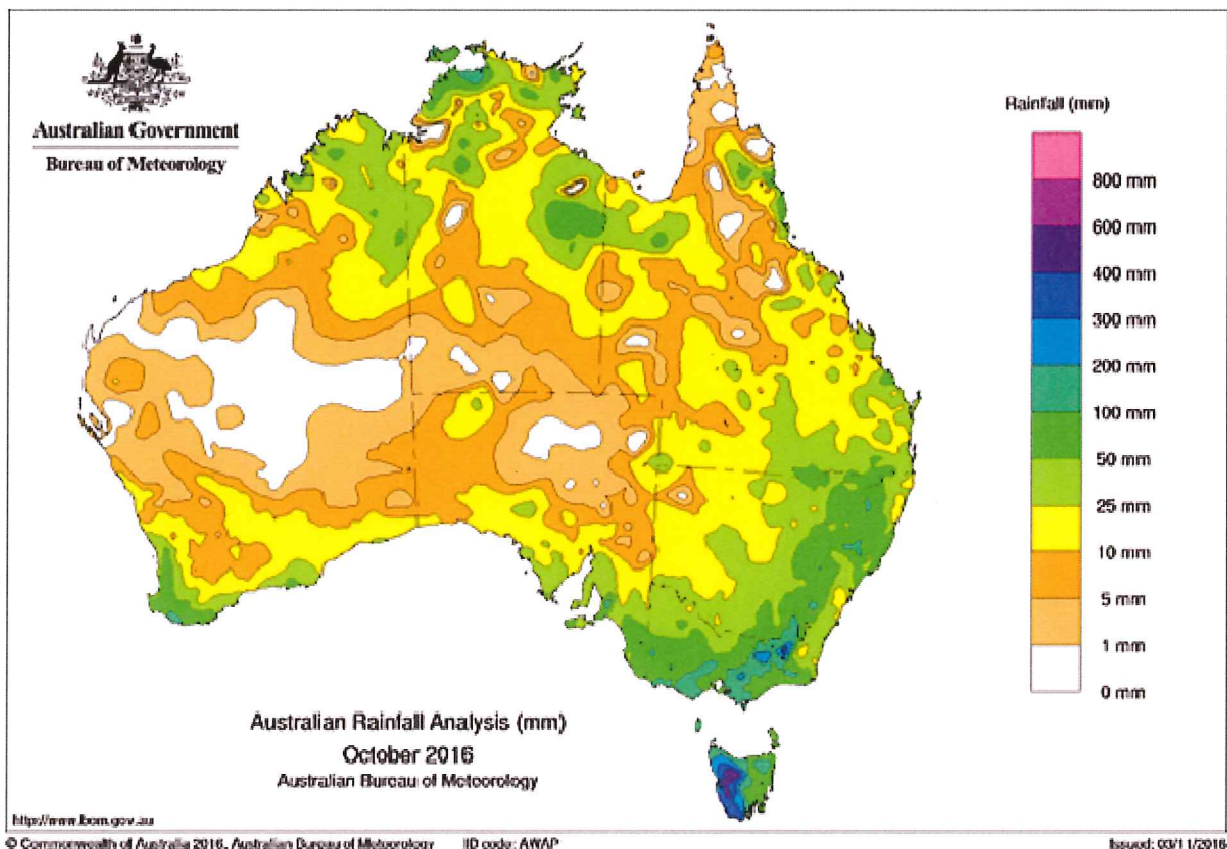 Australian Government
Bureau of Meteorology
Rainfall (mm)
800 mm
600 mm
400 mm
300 mm
200 mm
100 mm
50 mm
25 mm
10 mm
5 mm
1 mm
0 mm
Australian Rainfall Analysis (mm)
October 2016
Australian Bureau of Meteorology
http://www.bom.gov.au
© Commonwealth of Australia 2016, Australian Bureau of Meteorology ID code: AWAP Issued: 03/11/2016